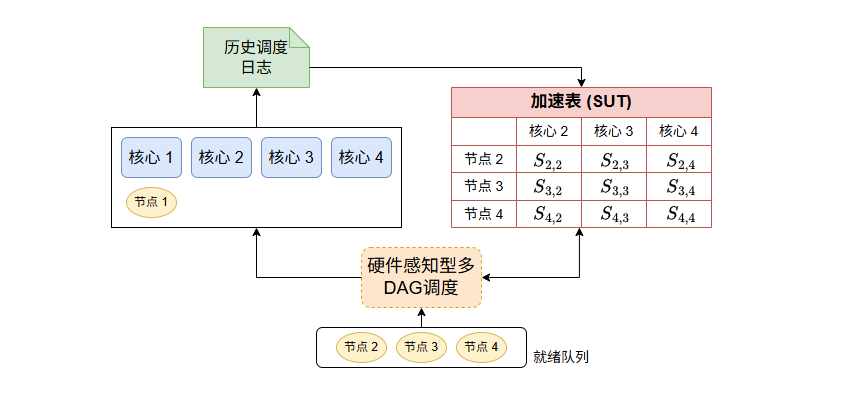 历史调度
日志
加速表 (SUT)
核心 1 核心 2 核心 3 核心 4
节点 1
核心 2 核心 3 核心 4
节点 2 S2,2 S2,3 S2,4
节点 3 S3,2 S3,3 S3,4
节点 4 S4,2 S4,3 S4,4
硬件感知型多
DAG调度
节点 2 节点 3 节点 4
就绪队列